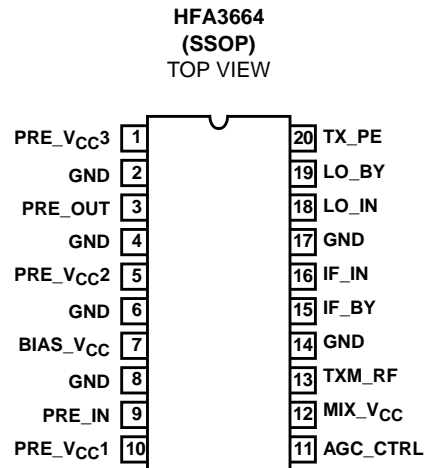 HFA3664
(SSOP)
TOP VIEW
PRE_VCC3 1 20 TX_PE
GND 2 19 LO_BY
PRE_OUT 3 18 LO_IN
GND 4 17 GND
PRE_VCC2 5 16 IF_IN
GND 6 15 IF_BY
BIAS_VCC 7 14 GND
GND 8 13 TXM_RF
PRE_IN 9 12 MIX_VCC
PRE_VCC1 10 11 AGC_CTRL